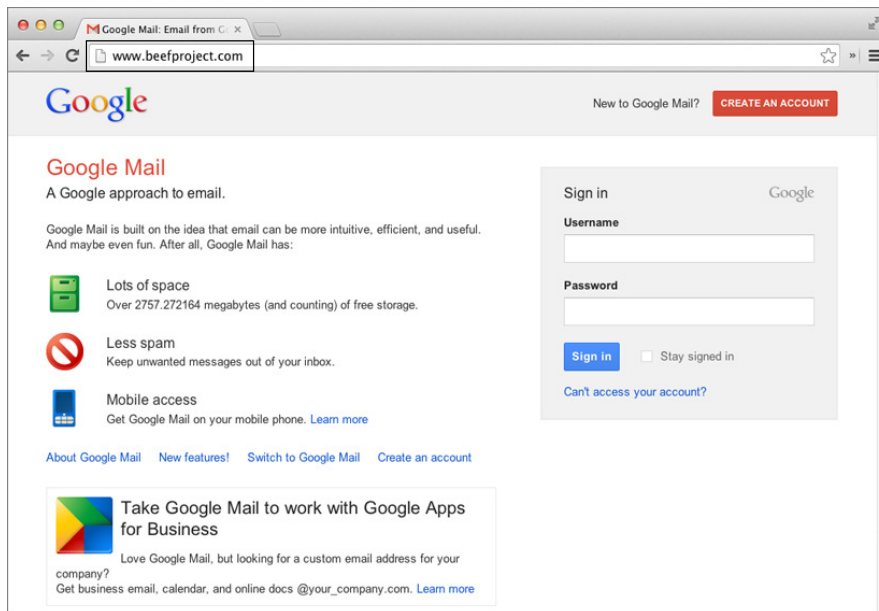 Google Mail: Email from G
www.beefproject.com
Google
New to Google Mail?
CREATE AN ACCOUNT
Google Mail
A Google approach to email.
Google Mail is built on the idea that email can be more intuitive, efficient, and useful.
And maybe even fun. After all, Google Mail has:
Lots of space
Over 2757.272164 megabytes (and counting) of free storage.
Less spam
Keep unwanted messages out of your inbox.
Mobile access
Get Google Mail on your mobile phone. Learn more
About Google Mail New features! Switch to Google Mail Create an account
Take Google Mail to work with Google Apps
for Business
Love Google Mail, but looking for a custom email address for your
company?
Get business email, calendar, and online docs @your_company.com. Learn more
Sign in
Google
Username
Password
Sign in
Stay signed in
Can't access your account?